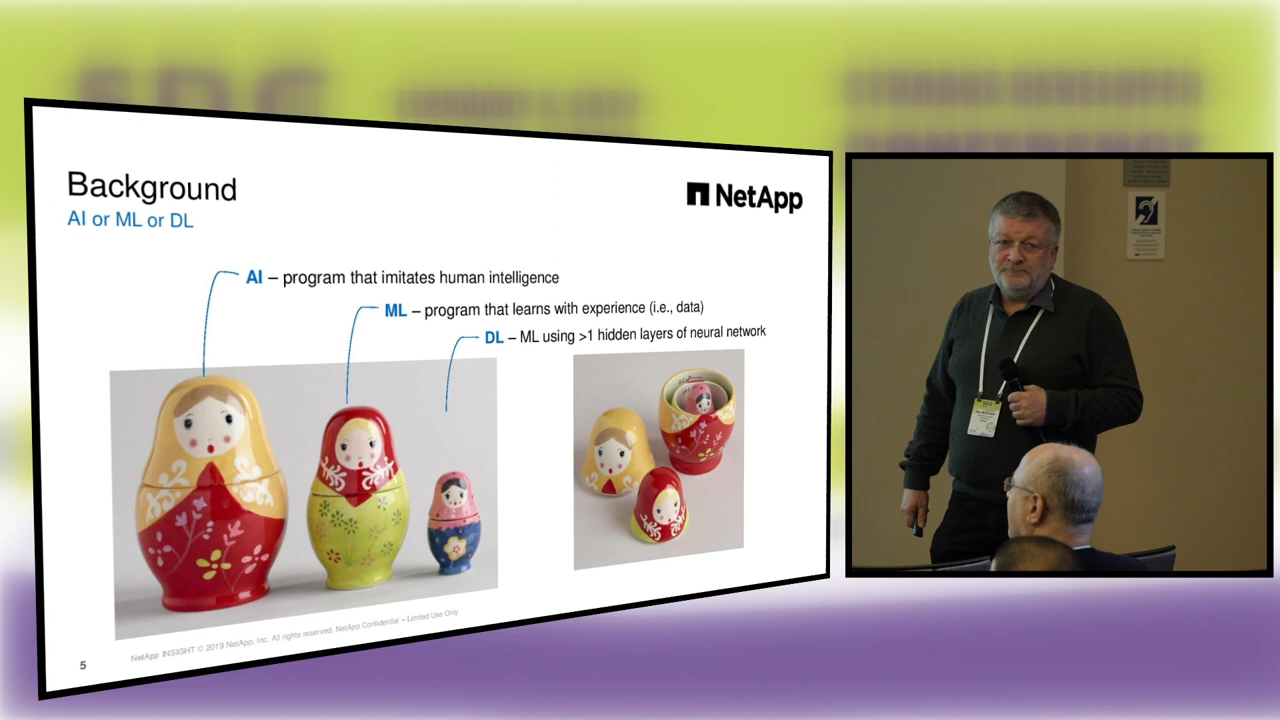 Background
AI or ML or DL
NetApp
AI – program that imitates human intelligence
ML – program that learns with experience (i.e., data)
DL – ML using >1 hidden layers of neural network
NetApp INSIGHT © 2019 NetApp, Inc. All rights reserved. NetApp Confidential – Limited Use Only
5